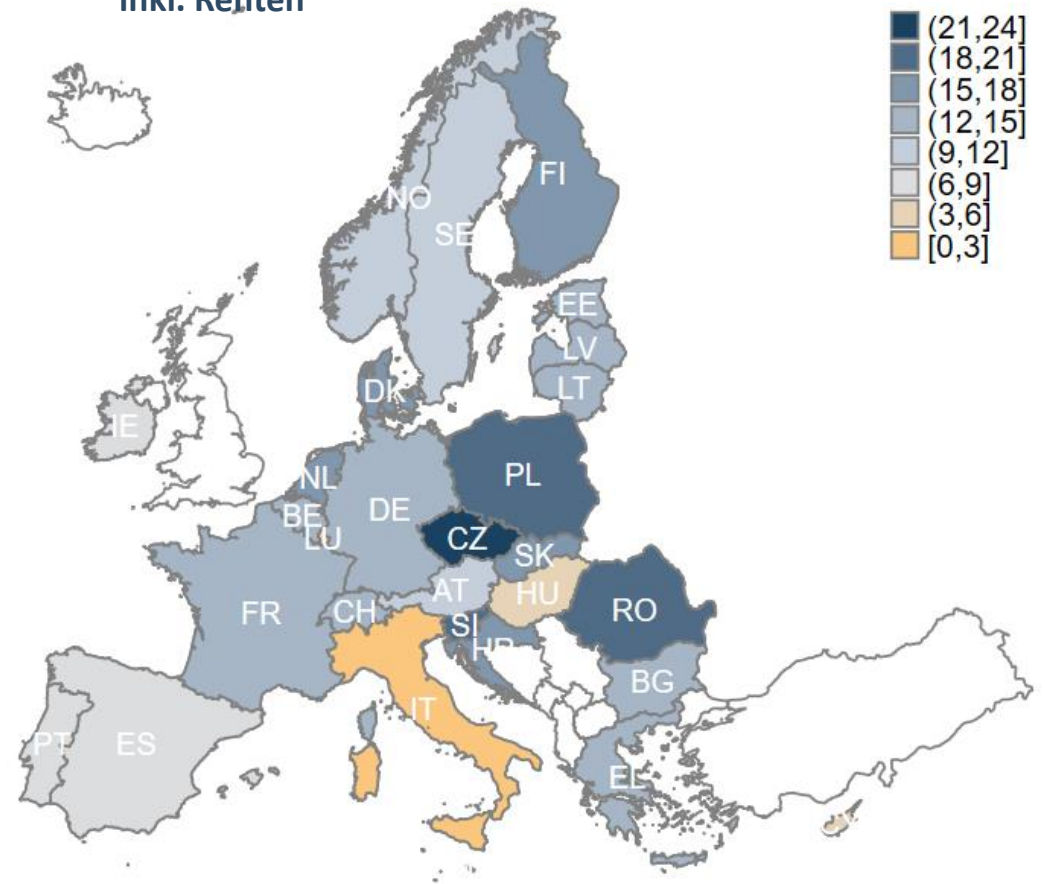 inkl. Renten
(21,24]
(18,21]
(15,18]
(12,15]
(9,12]
(6,9]
(3,6]
[0,3]
FI
NO
SE
EE
LV
LT
DK
IE
NL
PL
DE
BE
LU
CZ
SK
AT
HU
FR
CH
RO
SI
HR
BG
IT
PT
ES
EL
CY